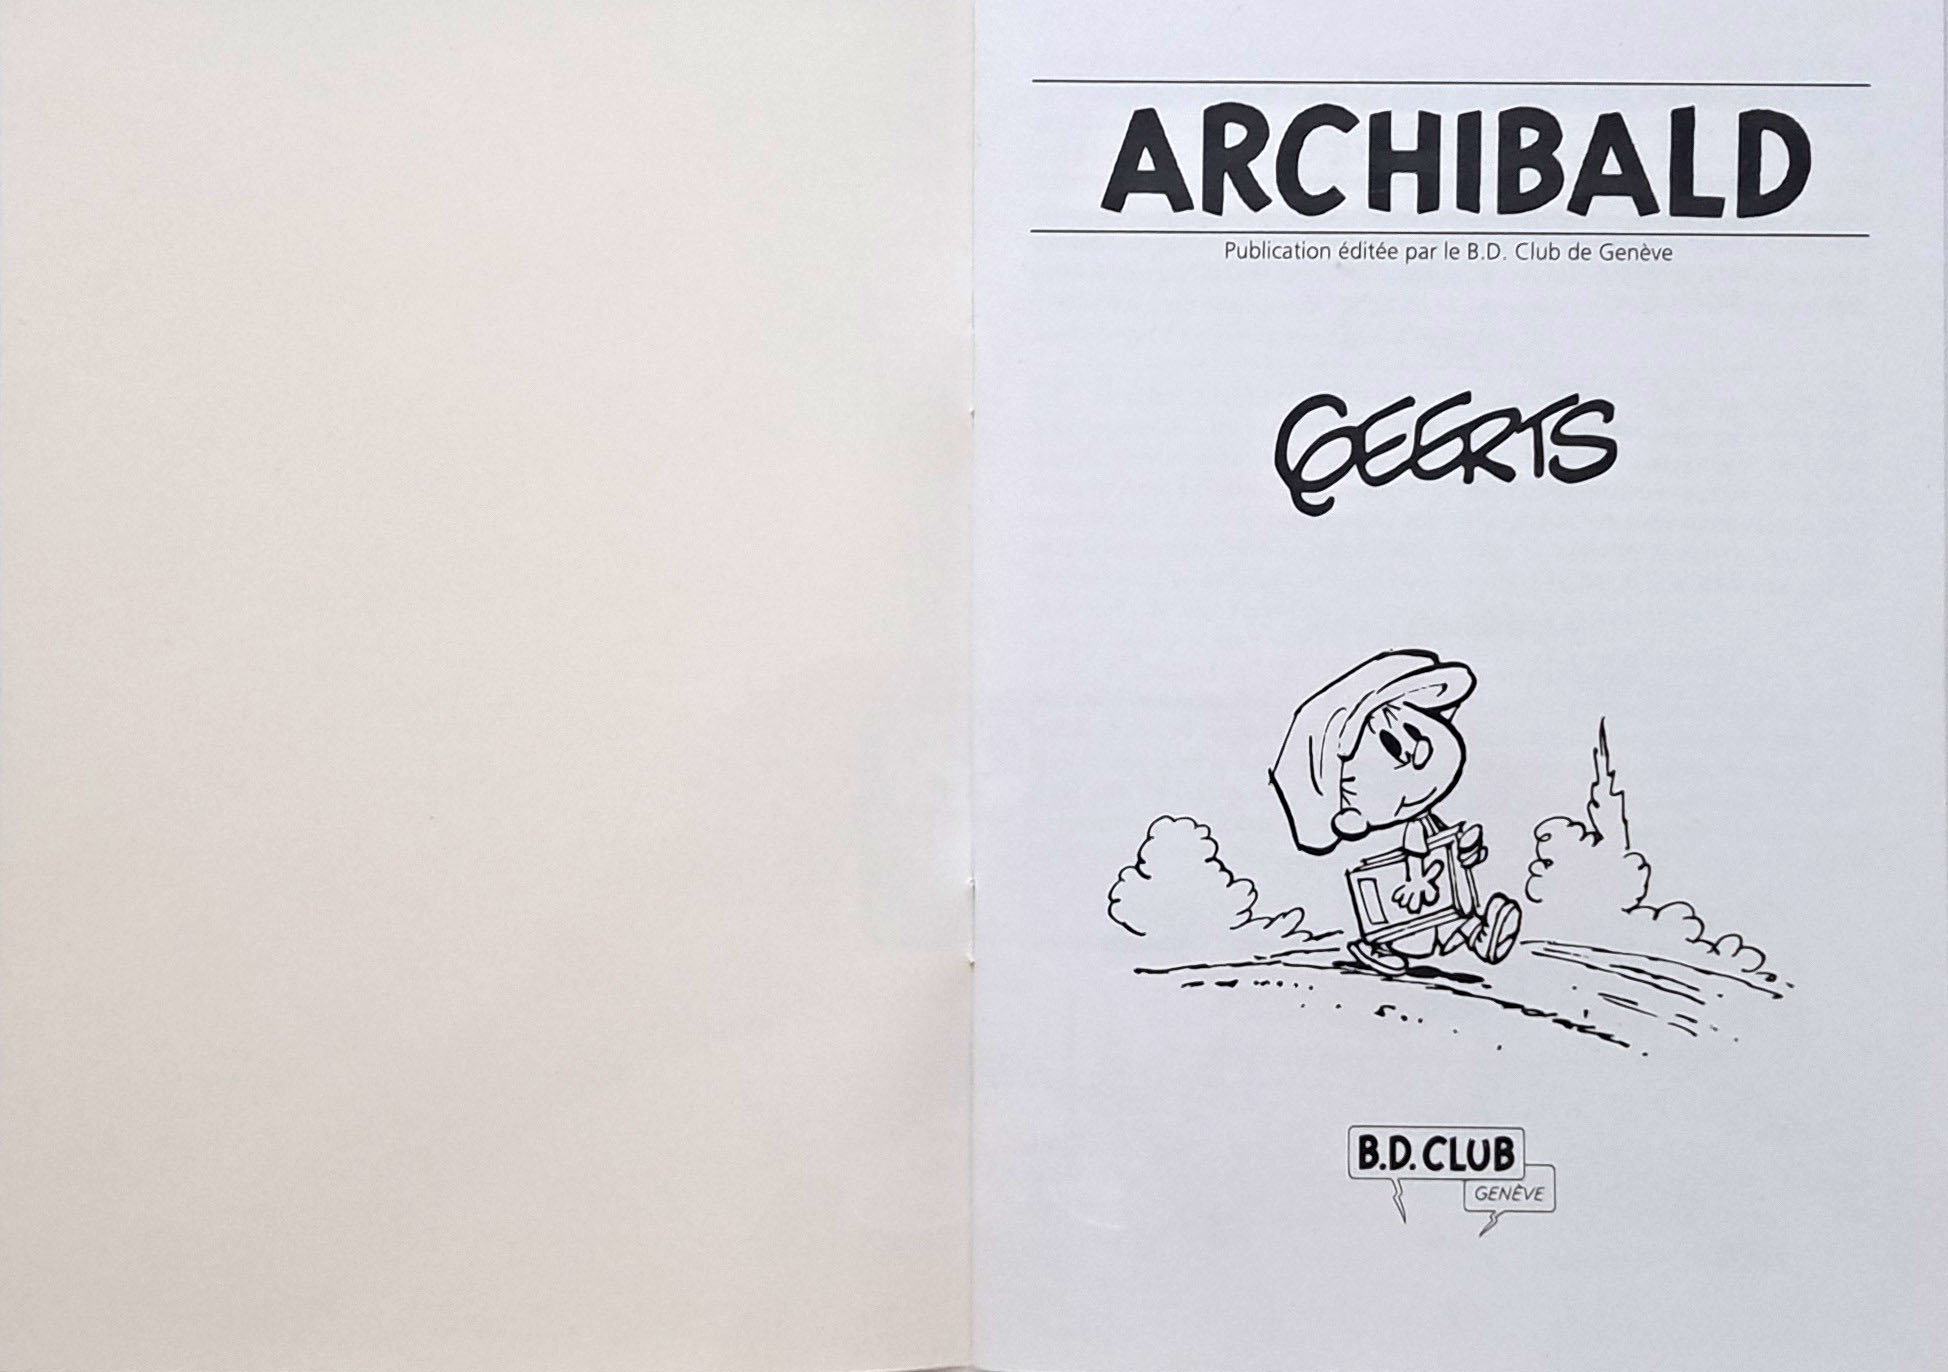 ARCHIBALD
Publication éditée par le B.D. Club de Genève
GEERTS
B.D. CLUB
GENÈVE